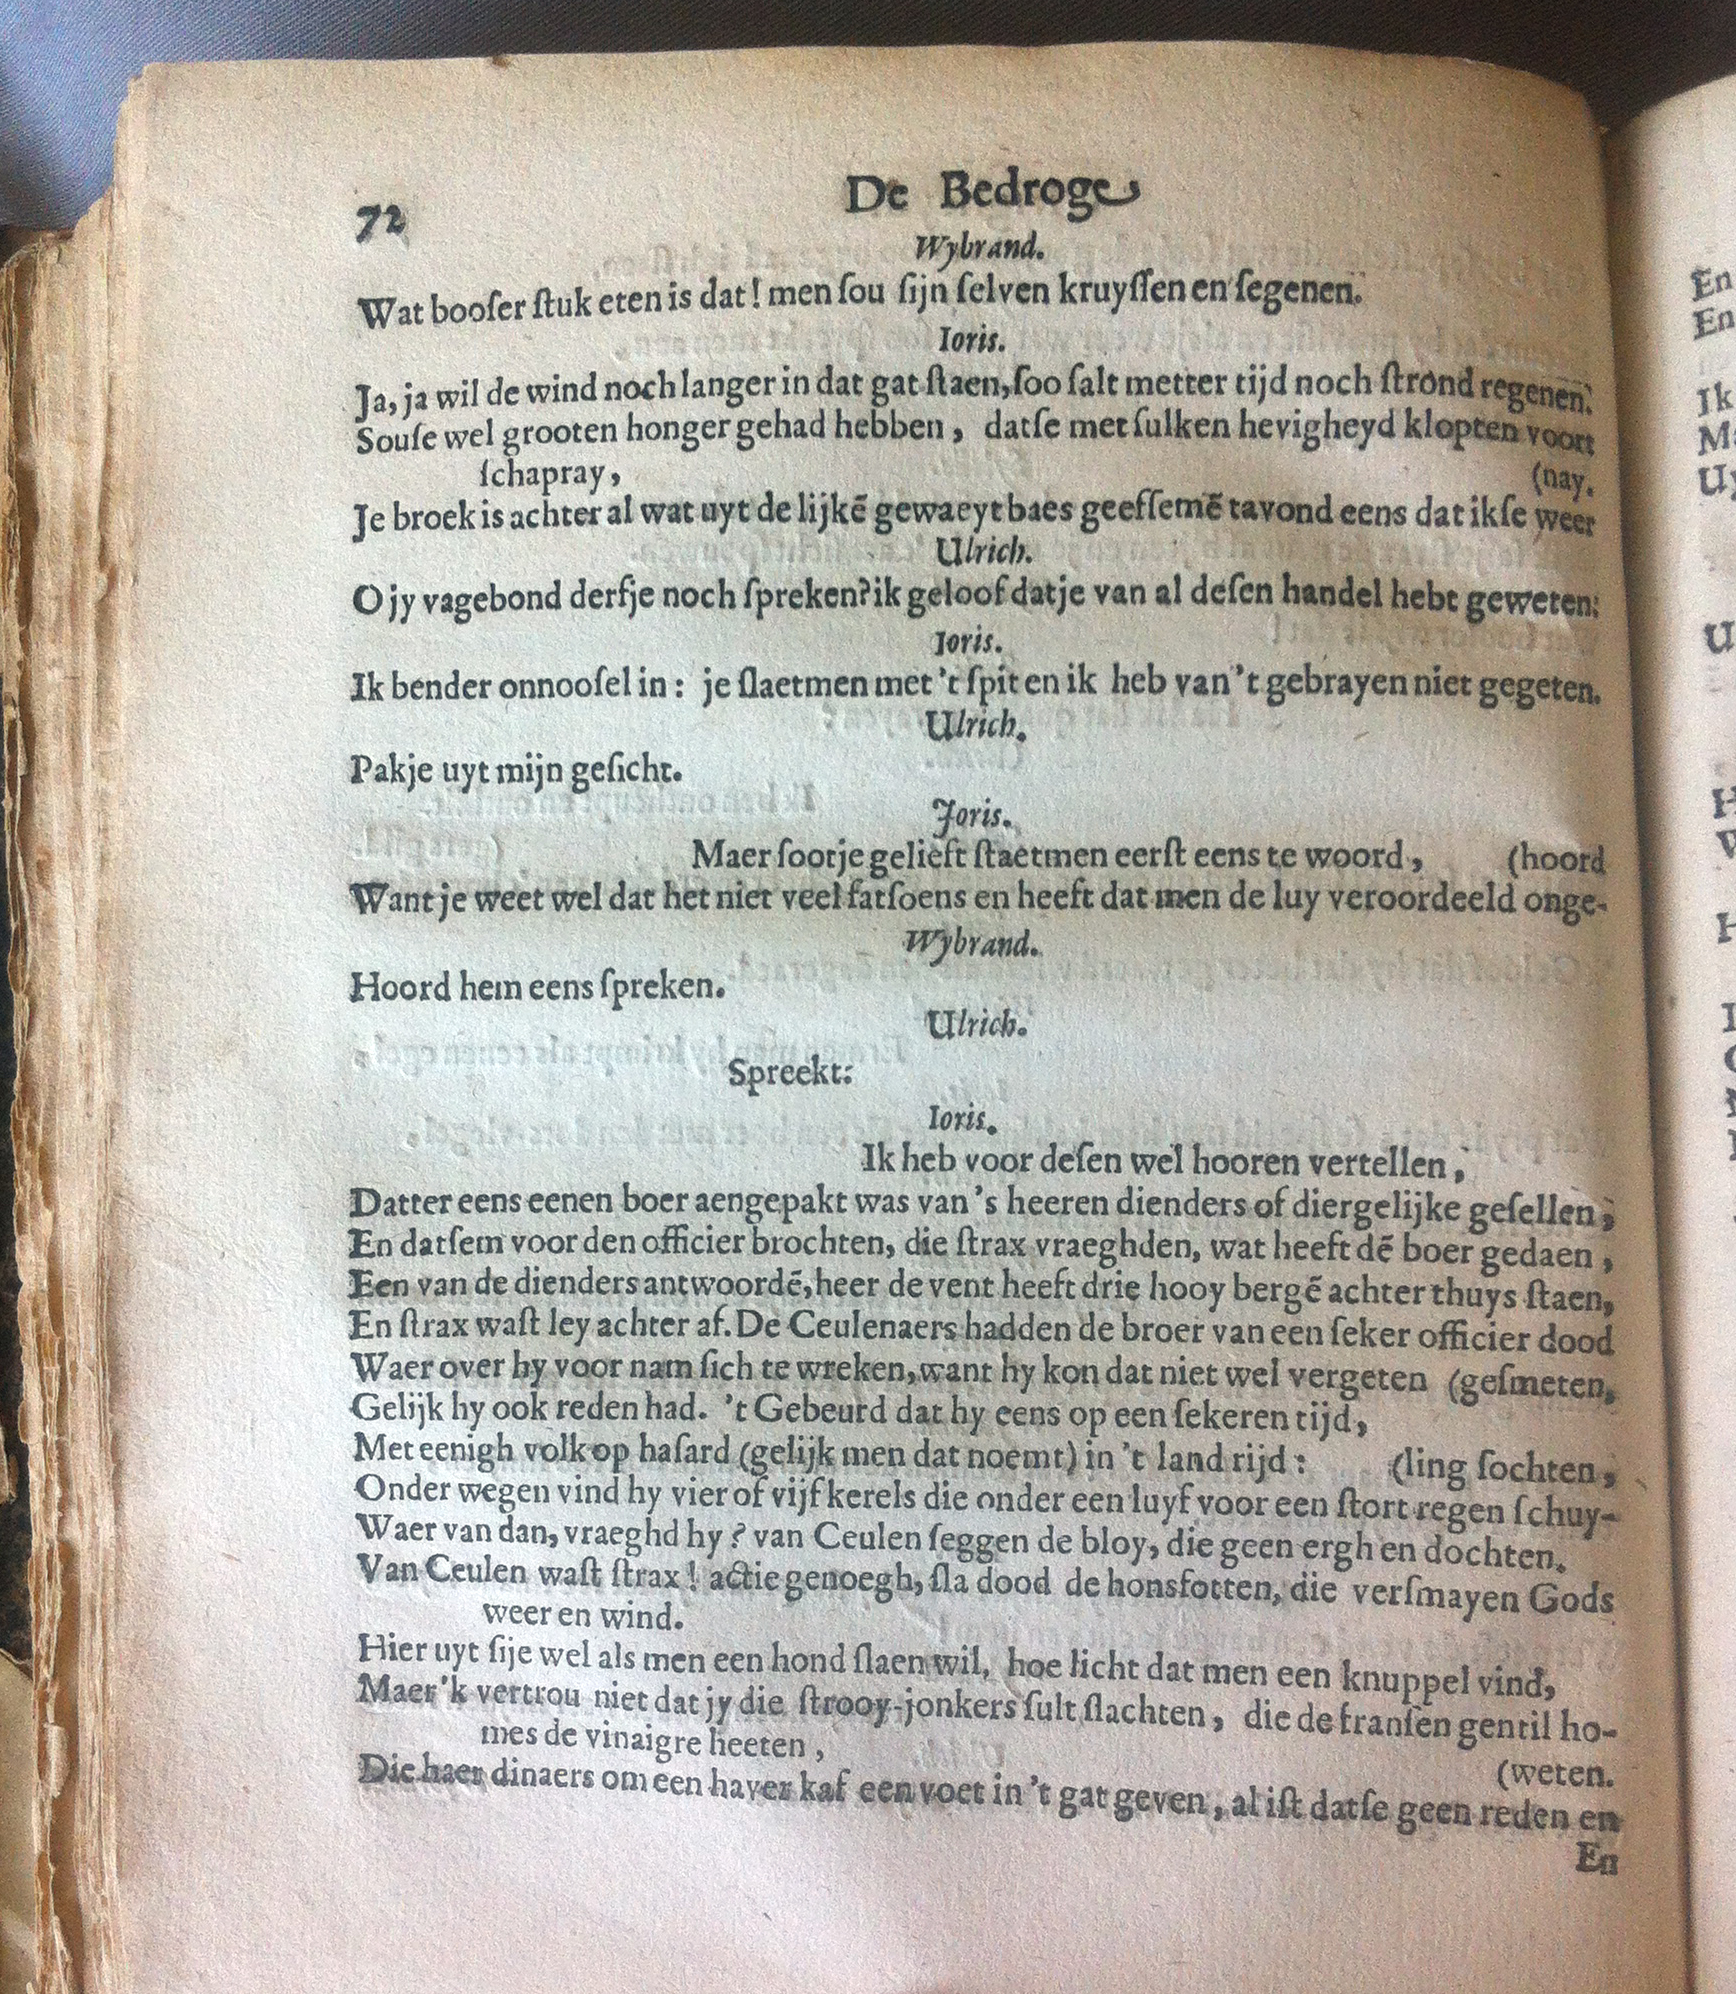 72
De Bedroge
Wybrand.
Wat booſer ſtuk eten is dat! men ſou ſijn ſelven kruyſſen en ſegenen.
Ioris.
Ja, ja wil de wind noch langer in dat gat ſtaen, ſoo ſalt metter tijd noch ſtrond regenen.
Souſe wel grooten honger gehad hebben, datſe met ſulken hevigheyd klopten voort
ſchapray, (nay.
Je broek is achter al wat uyt de lijkē gewaeyt baes geeffemē tavond eens dat ikſe weer
Ulrich.
O jy vagebond derfje noch ſpreken? ik geloof datje van al deſen handel hebt geweten:
Joris.
Ik bender onnooſel in: je ſlaetmen met 't ſpit en ik heb van 't gebrayen niet gegeten.
Ulrich.
Pakje uyt mijn geſicht.
Joris.
Maer ſootje gelieft ſtaetmen eerſt eens te woord, (hoord
Want je weet wel dat het niet veel fatſoens en heeft dat men de luy veroordeeld onge-
Wybrand.
Hoord hem eens ſpreken.
Ulrich.
Spreekt:
Ioris.
Ik heb voor deſen wel hooren vertellen,
Datter eens eenen boer aengepakt was van 's heeren dienders of diergelijke geſellen;
En datſem voor den officier brochten, die ſtrax vraeghden, wat heeft dē boer gedaen,
Een van de dienders antwoordē, heer de vent heeft drie hooy bergē achter thuys ſtaen,
En ſtrax waſt ley achter af. De Ceulenaers hadden de broer van een ſeker officier dood
Waer over hy voor nam ſich te wreken, want hy kon dat niet wel vergeten (geſmeten,
Gelijk hy ook reden had. 't Gebeurd dat hy eens op een ſekeren tijd,
Met eenigh volk op haſard (gelijk men dat noemt) in 't land rijd: (ling ſochten,
Onder wegen vind hy vier of vijf kerels die onder een luyf voor een ſtort regen ſchuy-
Waer van dan, vraeghd hy? van Ceulen ſeggen de bloy, die geen ergh en dochten.
Van Ceulen waſt ſtrax! actie genoegh, ſla dood de honsfotten, die verſmayen Gods
weer en wind.
Hier uyt ſije wel als men een hond ſlaen wil, hoe licht dat men een knuppel vind,
Maer 'k vertrou niet dat jy die ſtrooy-jonkers ſult ſlachten, die de franſen gentil ho-
mes de vinaigre heeten, (weten.
Die haer dinaers om een haver kaf een voet in 't gat geven, al iſt datſe geen reden en
En
En
En
Ik